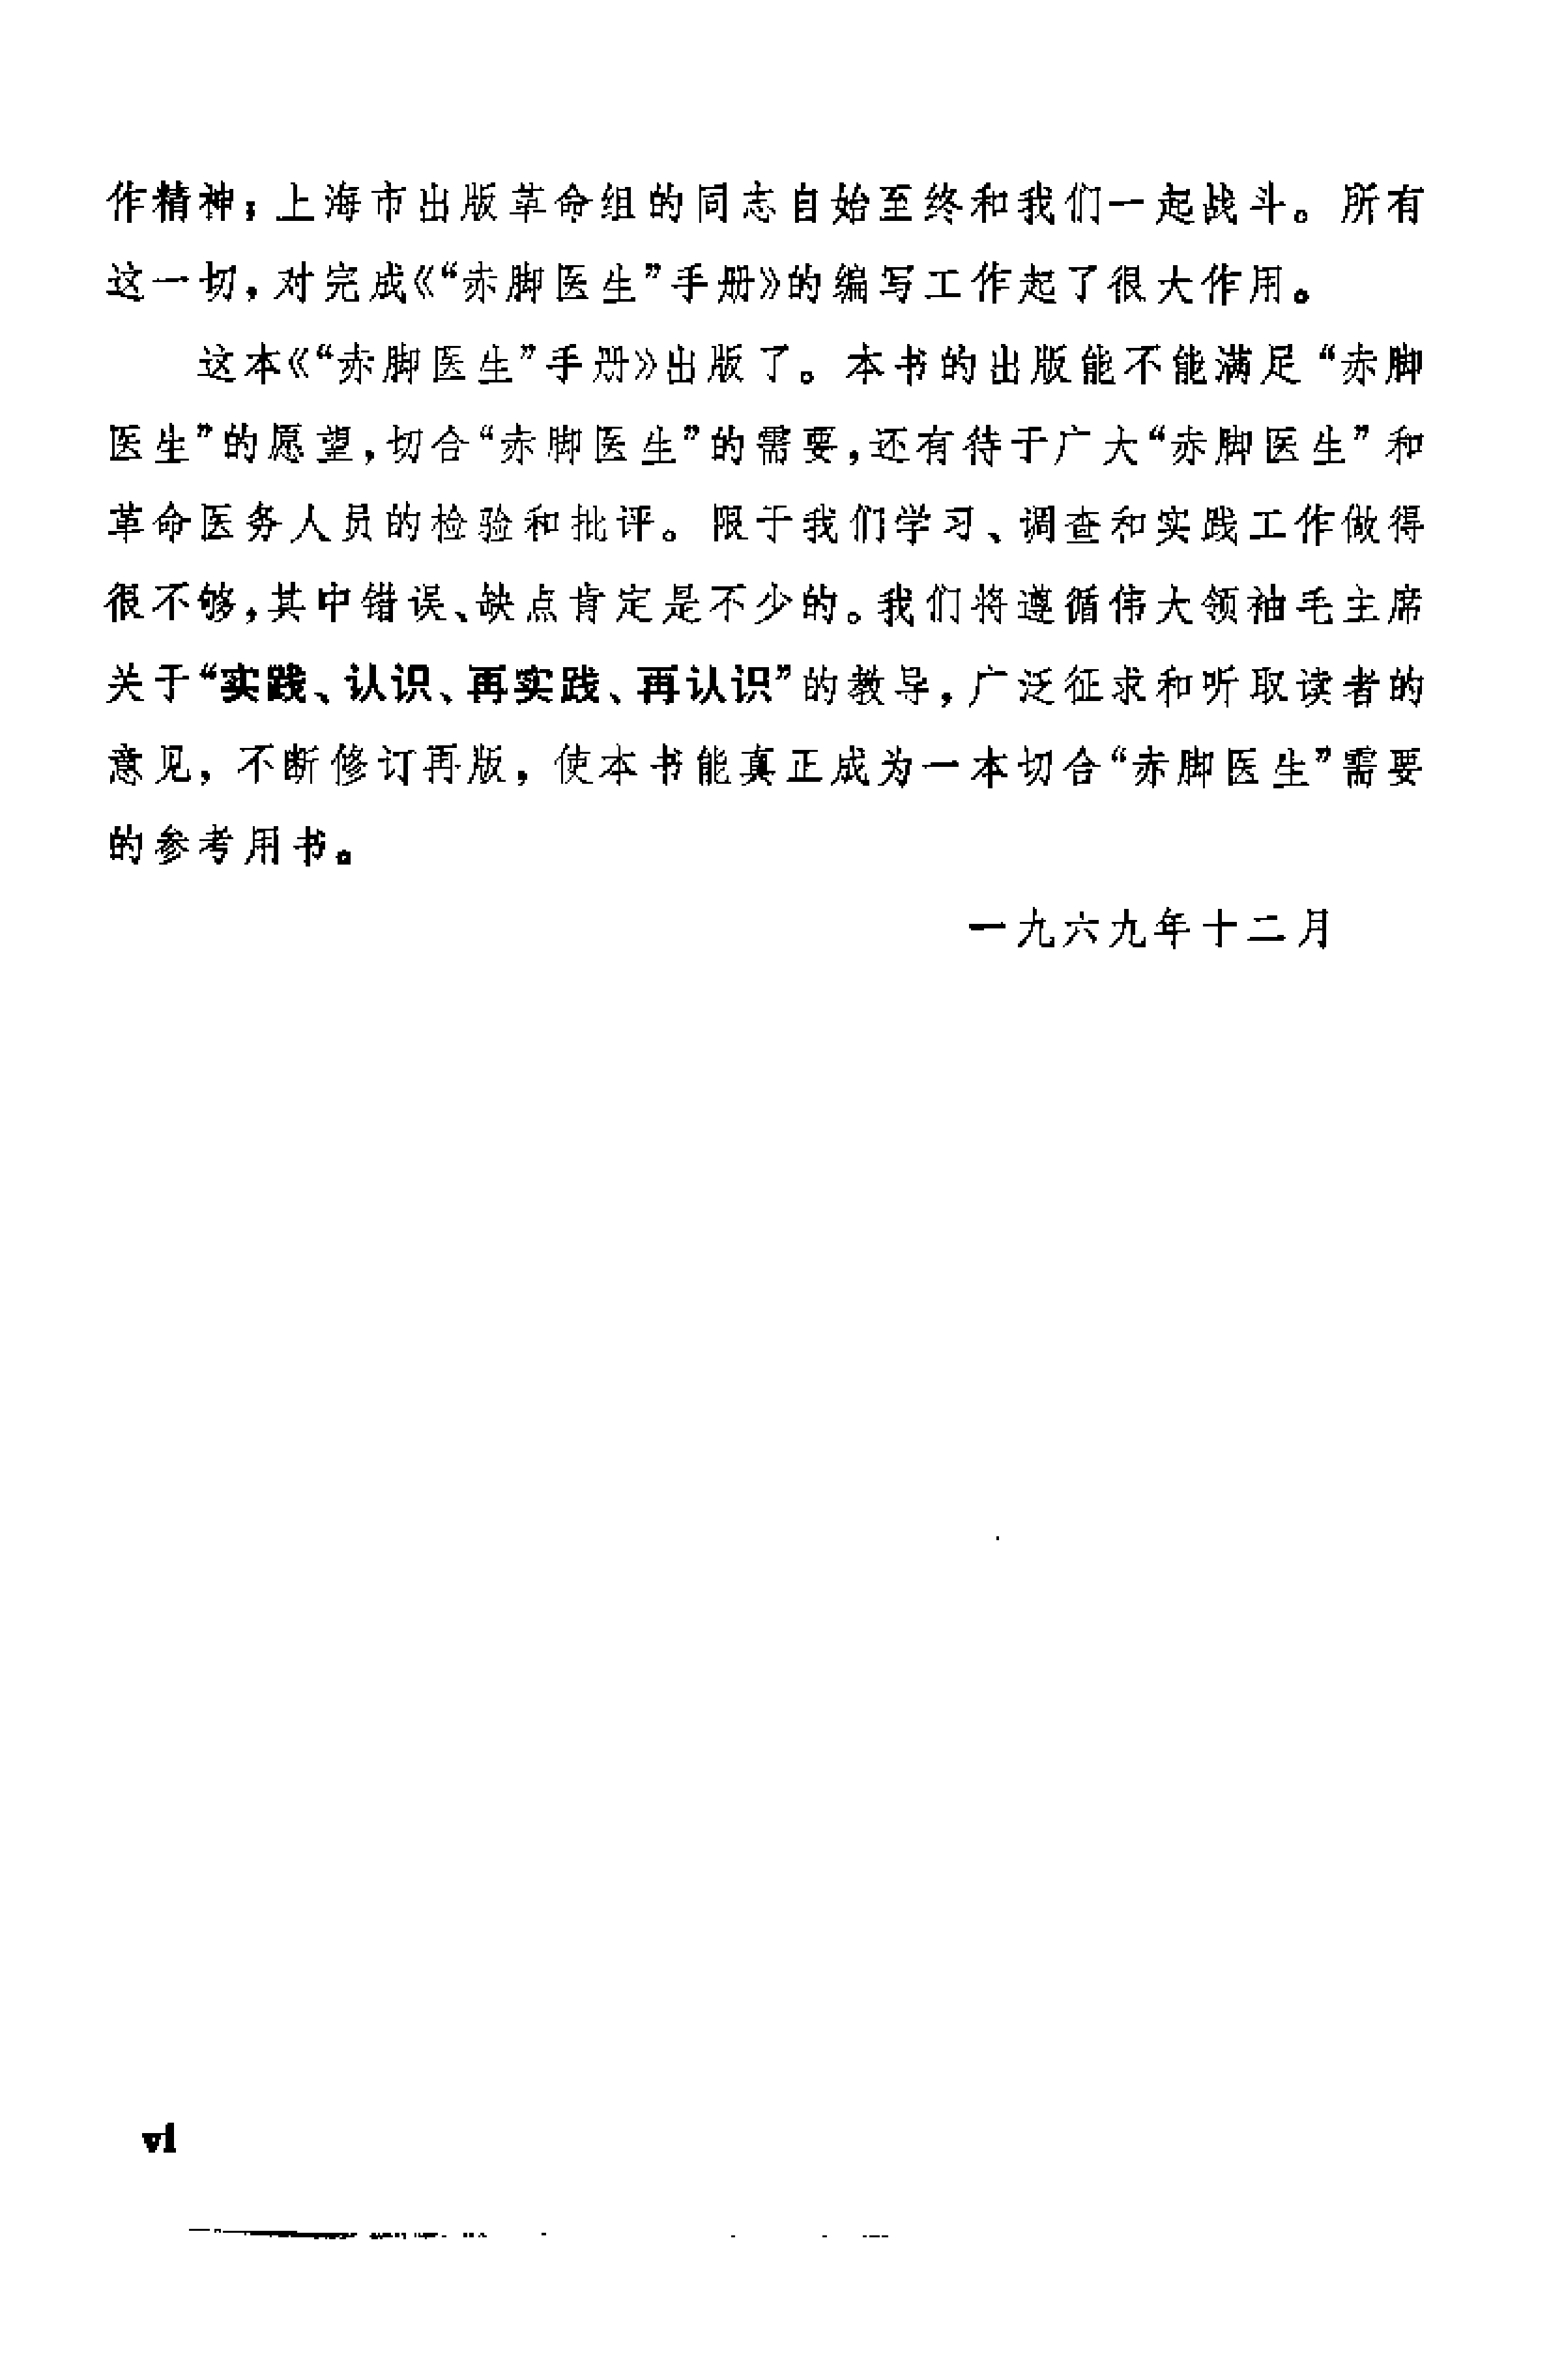 作精神；上海市出版革命组的同志自始至终和我们一起战斗。所有
这一切，对完成《“赤脚医生”手册》的编写工作起了很大作用。
这本《“赤脚医生”手册》出版了。本书的出版能不能满足“赤脚
医生”的愿望，切合“赤脚医生”的需要，还有待于广大“赤脚医生”和
革命医务人员的检验和批评。限于我们学习、调查和实践工作做得
很不够，其中错误、缺点肯定是不少的。我们将遵循伟大领袖毛主席
关于“实践、认识、再实践、再认识”的教导，广泛征求和听取读者的
意见，不断修订再版，使本书能真正成为一本切合“赤脚医生”需要
的参考用书。
一九六九年十二月
vi